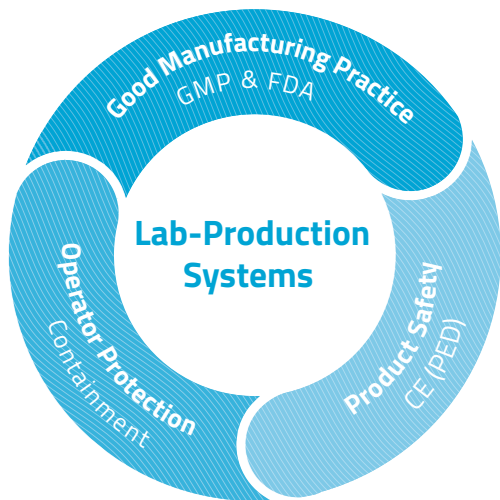 Good Manufacturing Practice
GMP & FDA
Lab-Production
Systems
Operator Protection
Containment
Product Safety
CE (PED)